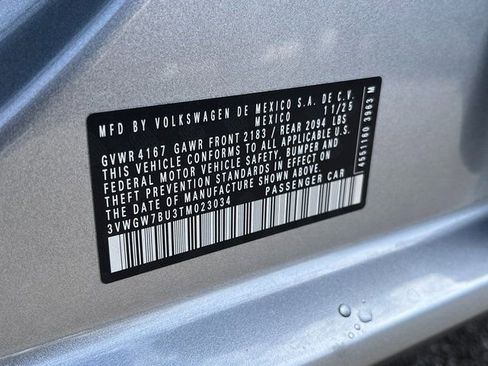 MFD BY VOLKSWAGEN DE MEXICO S.A. DE C.V.
MEXICO 11/25
GVWR 4167 GAWR FRONT 2183 / REAR 2094 LBS
THIS VEHICLE CONFORMS TO ALL APPLICABLE U.S.
FEDERAL MOTOR VEHICLE SAFETY, BUMPER AND
THEFT PREVENTION STANDARDS IN EFFECT ON
THE DATE OF MANUFACTURE SHOWN ABOVE.
3VWGW7BU3TM023034 PASSENGER CAR
4551190 3963 M